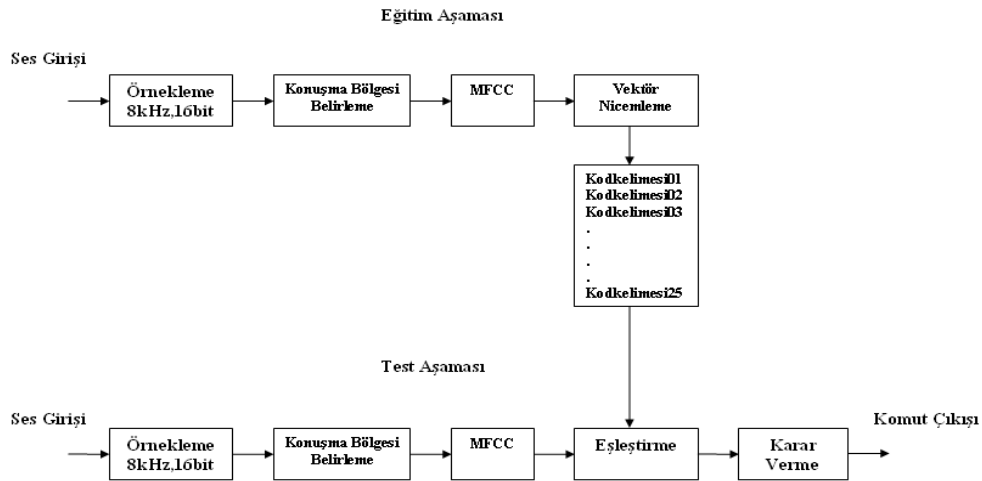 Eğitim Aşaması
Ses Girişi
Örnekleme
8kHz,16bit
Konuşma Bölgesi
Belirleme
MFCC
Vektör
Nicemleme
Kodkelimesi01
Kodkelimesi02
Kodkelimesi03
.
.
.
.
Kodkelimesi25
Test Aşaması
Ses Girişi
Örnekleme
8kHz,16bit
Konuşma Bölgesi
Belirleme
MFCC
Eşleştirme
Karar
Verme
Komut Çıkışı